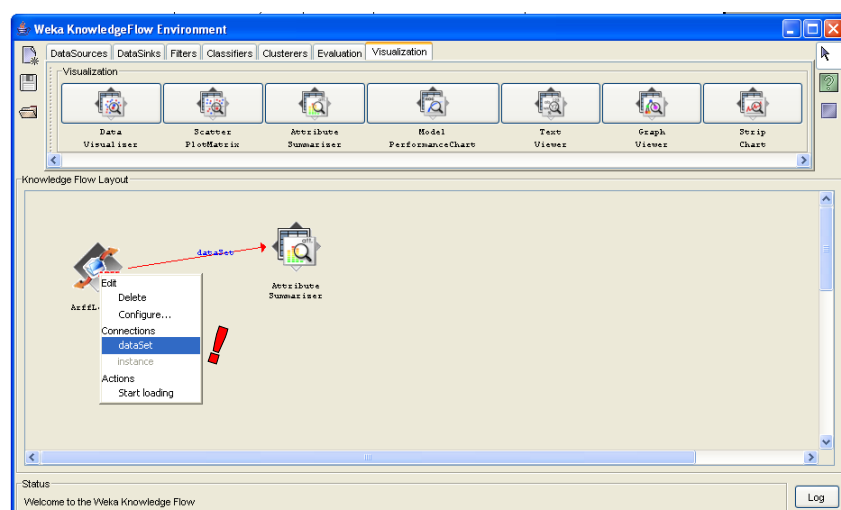 Weka KnowledgeFlow Environment
DataSources DataSinks Filters Classifiers Clusterers Evaluation Visualization
Visualization
Data Visualizer
Scatter PlotMatrix
Attribute Summarizer
Model PerformanceChart
Text Viewer
Graph Viewer
Strip Chart
Knowledge Flow Layout
dataSet
Attribute
Summarizer
ArffL
Edit
Delete
Configure...
Connections
dataSet
instance
Actions
Start loading
!
Status
Welcome to the Weka Knowledge Flow
Log